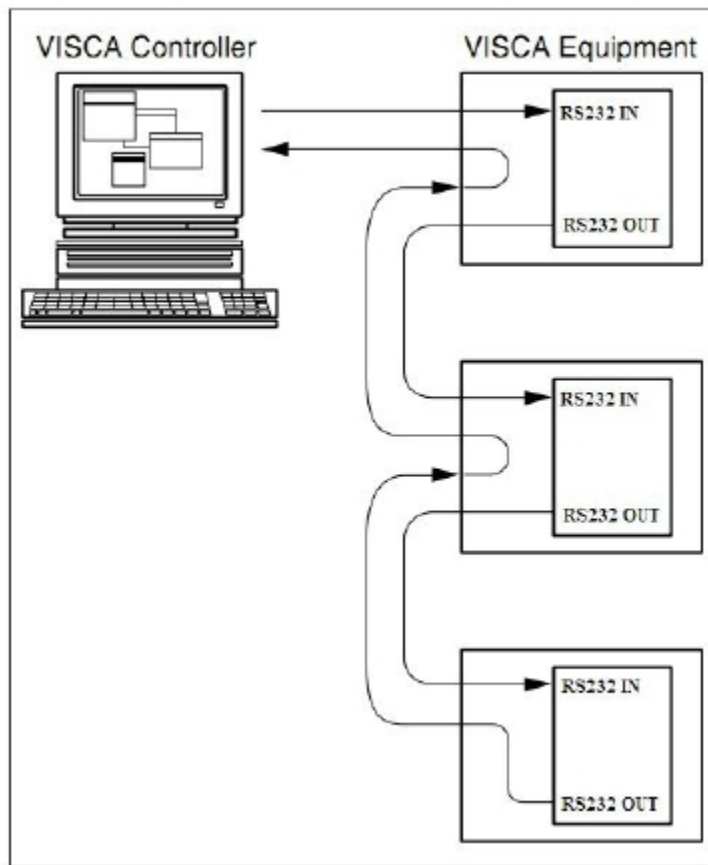 VISCA Controller
VISCA Equipment
RS232 IN
RS232 OUT
RS232 IN
RS232 OUT
RS232 IN
RS232 OUT